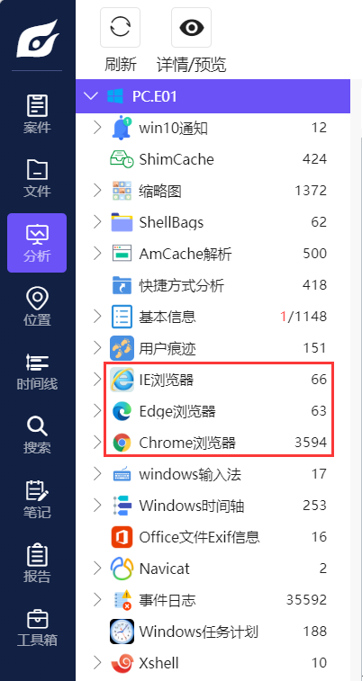 刷新 详情/预览
案件
文件
分析
位置
时间线
搜索
笔记
报告
工具箱
PC.E01
win10通知 12
ShimCache 424
缩略图 1372
ShellBags 62
AmCache解析 500
快捷方式分析 418
基本信息 1/1148
用户痕迹 151
IE浏览器 66
Edge浏览器 63
Chrome浏览器 3594
windows输入法 17
Windows时间轴 253
Office文件Exif信息 16
Navicat 2
事件日志 35592
Windows任务计划 188
Xshell 10